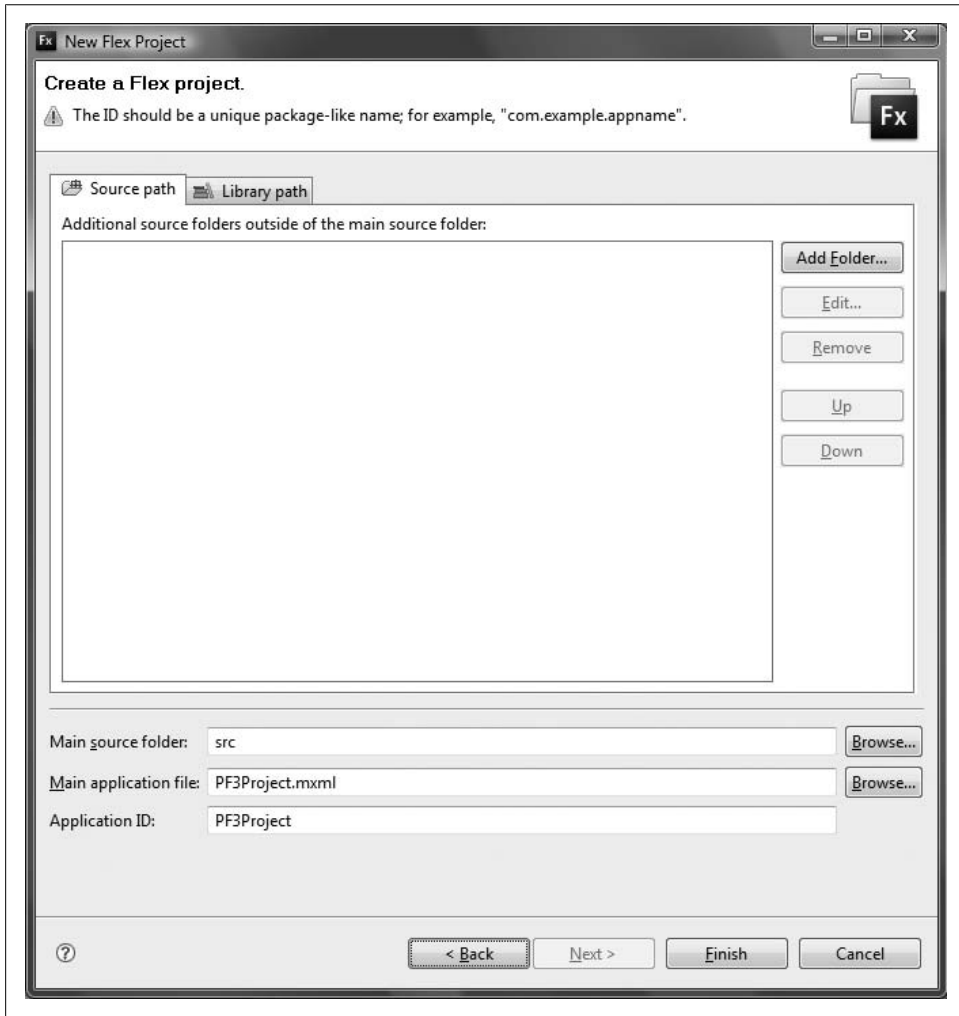 Fx New Flex Project
Create a Flex project.
The ID should be a unique package-like name; for example, "com.example.appname".
Fx
Source path
Library path
Additional source folders outside of the main source folder:
Add Folder...
Edit...
Remove
Up
Down
Main source folder: src Browse...
Main application file: PF3Project.mxml Browse...
Application ID: PF3Project
? < Back Next > Finish Cancel